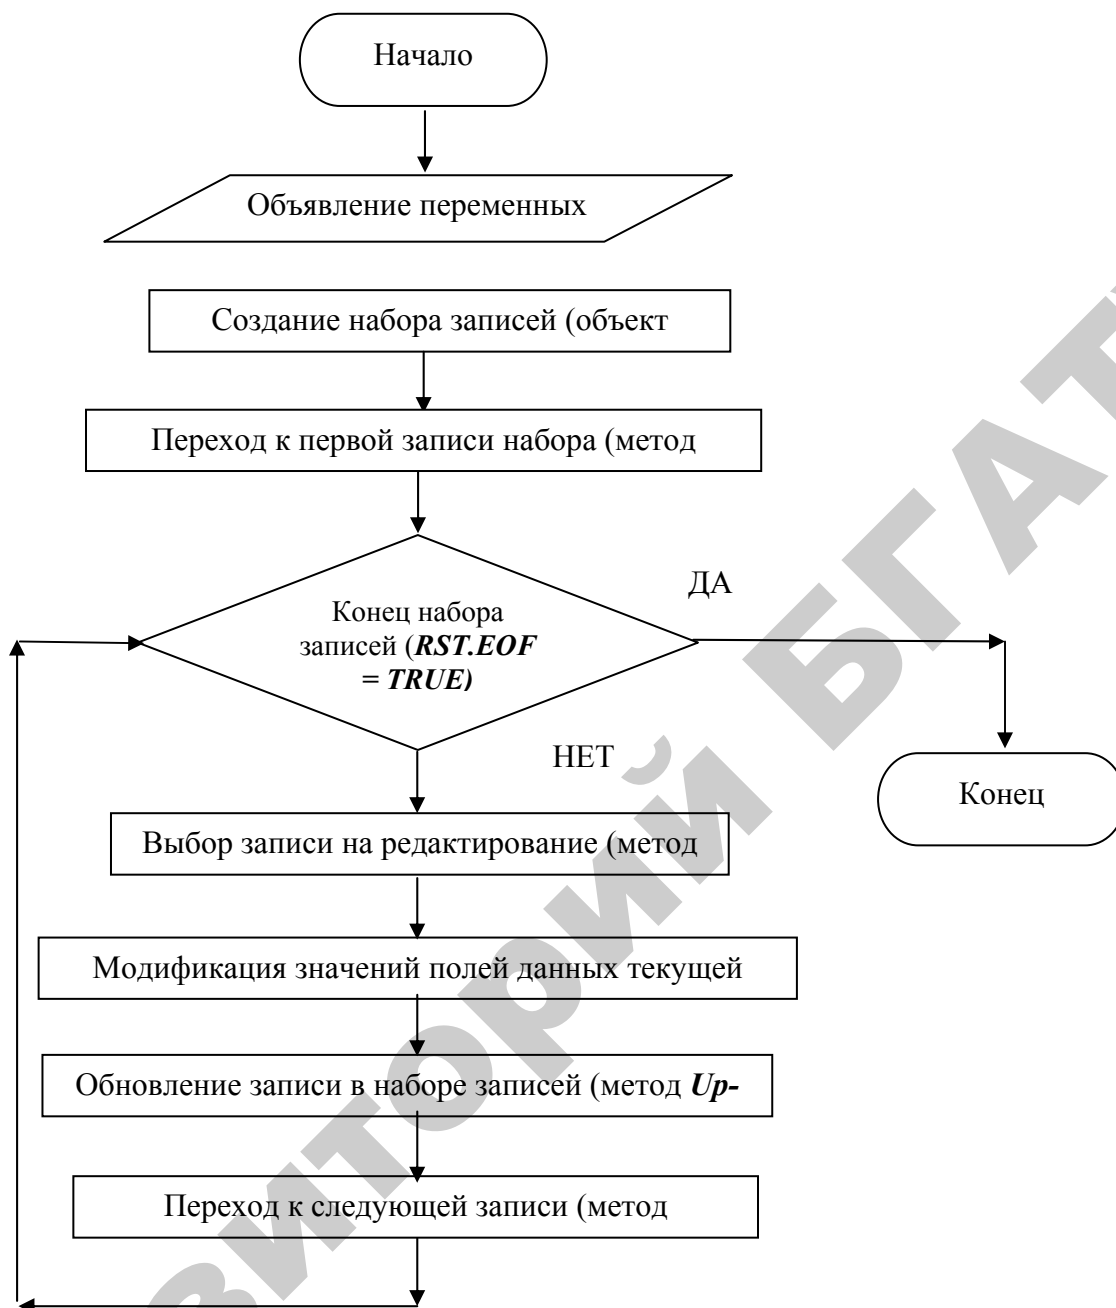 Начало
Объявление переменных
Создание набора записей (объект
Переход к первой записи набора (метод
ДА
Конец набора
записей (RST.EOF
= TRUE)
НЕТ
Конец
Выбор записи на редактирование (метод
Модификация значений полей данных текущей
Обновление записи в наборе записей (метод Up-
Переход к следующей записи (метод
виторий БГАТ